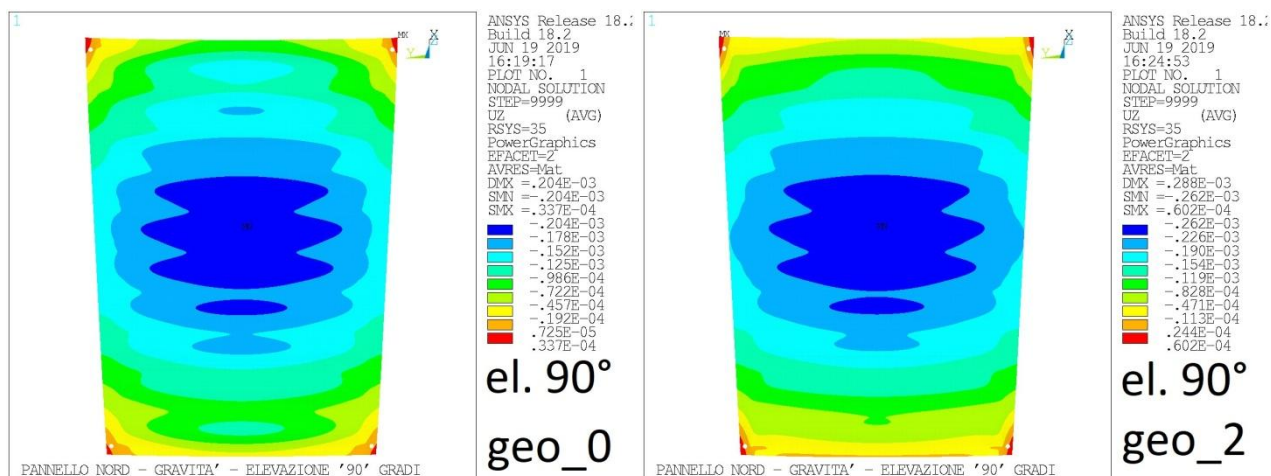 1
ANSYS Release 18.2
Build 18.2
JUN 19 2019
16:19:17
PLOT NO. 1
NODAL SOLUTION
STEP=9999
UZ (AVG)
RSYS=35
PowerGraphics
EFACET=2
AVRES=Mat
DMX =.204E-03
SMN =-.204E-03
SMX =.337E-04
-.204E-03
-.178E-03
-.152E-03
-.125E-03
-.986E-04
-.722E-04
-.457E-04
-.192E-04
.725E-05
.337E-04
MX
X
Y
Z
MN
el. 90°
geo_0
PANNELLO NORD - GRAVITA' - ELEVAZIONE '90' GRADI
1
ANSYS Release 18.2
Build 18.2
JUN 19 2019
16:24:53
PLOT NO. 1
NODAL SOLUTION
STEP=9999
UZ (AVG)
RSYS=35
PowerGraphics
EFACET=2
AVRES=Mat
DMX =.288E-03
SMN =-.262E-03
SMX =.602E-04
-.262E-03
-.226E-03
-.190E-03
-.154E-03
-.119E-03
-.828E-04
-.471E-04
-.113E-04
.244E-04
.602E-04
MX
X
Y
Z
MN
el. 90°
geo_2
PANNELLO NORD - GRAVITA' - ELEVAZIONE '90' GRADI